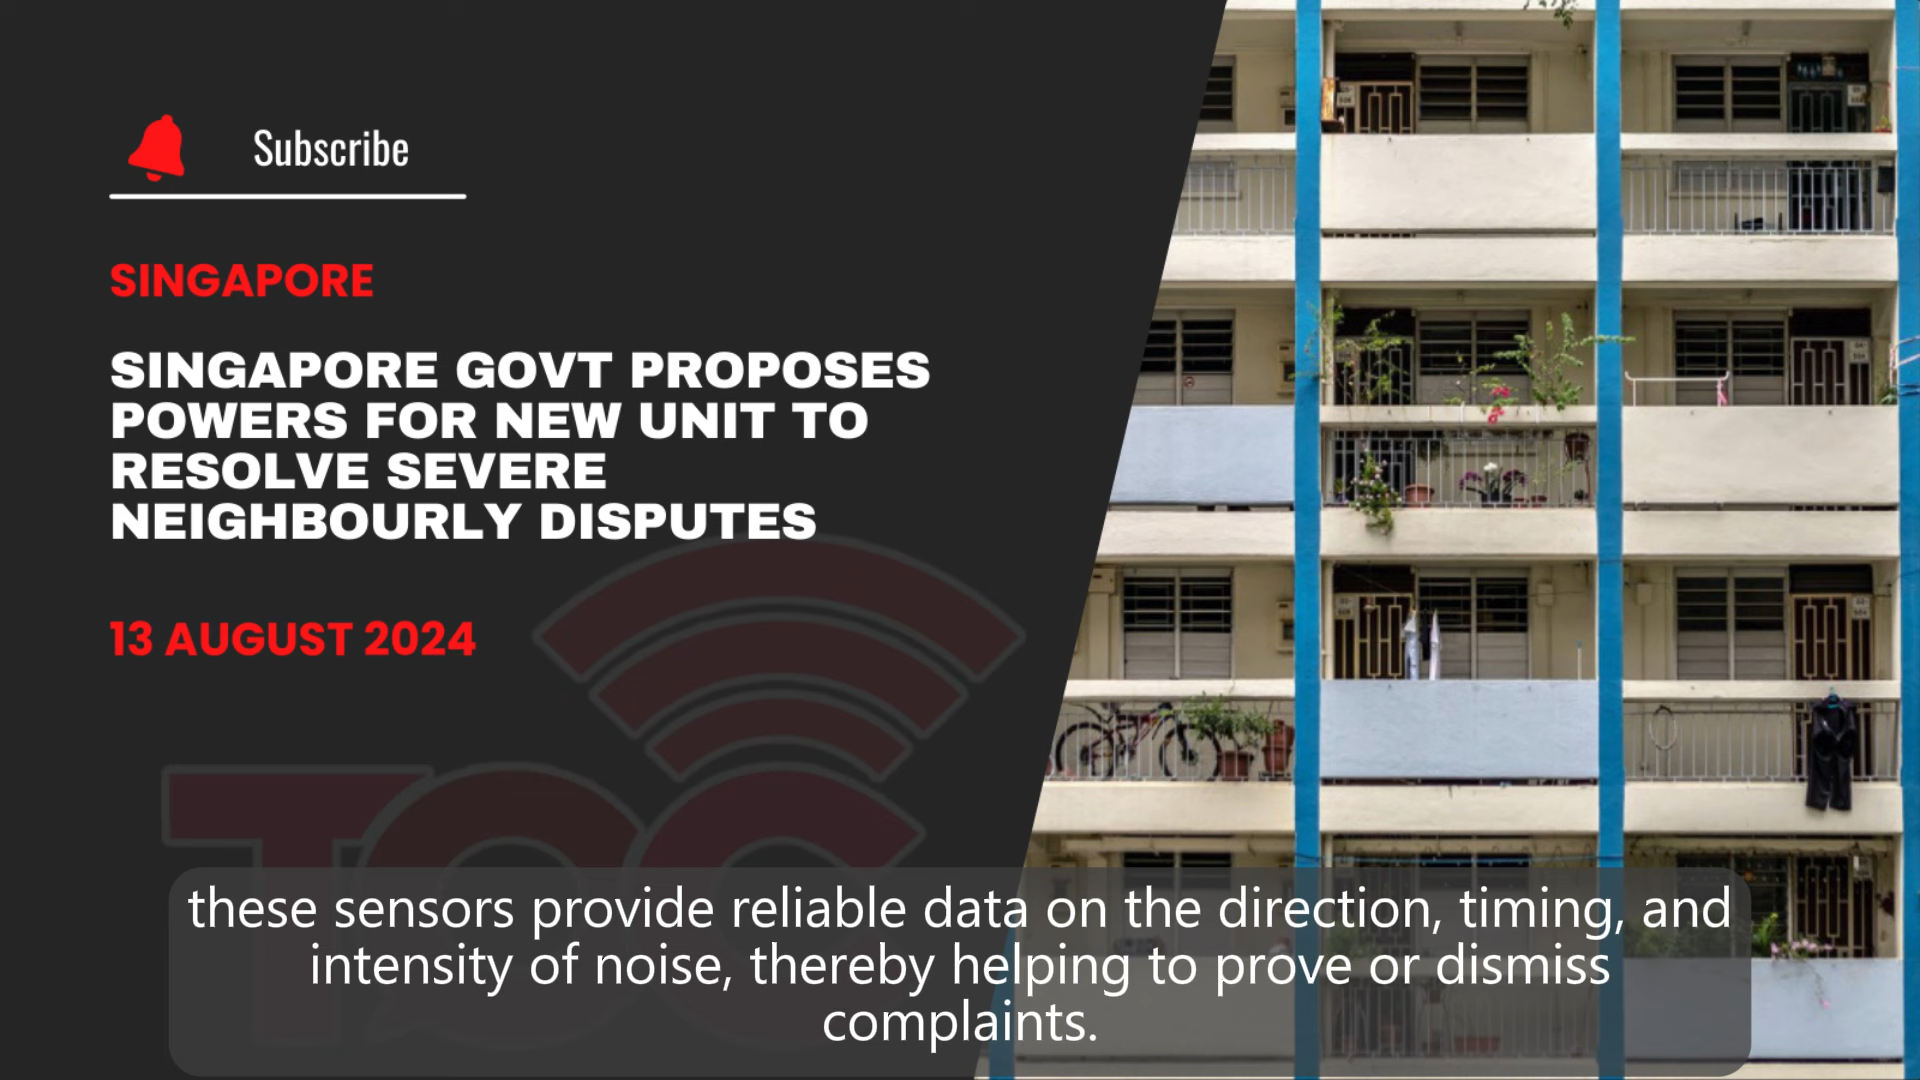 Subscribe
SINGAPORE
SINGAPORE GOVT PROPOSES
POWERS FOR NEW UNIT TO
RESOLVE SEVERE
NEIGHBOURLY DISPUTES
13 AUGUST 2024
TOC
these sensors provide reliable data on the direction, timing, and
intensity of noise, thereby helping to prove or dismiss
complaints.